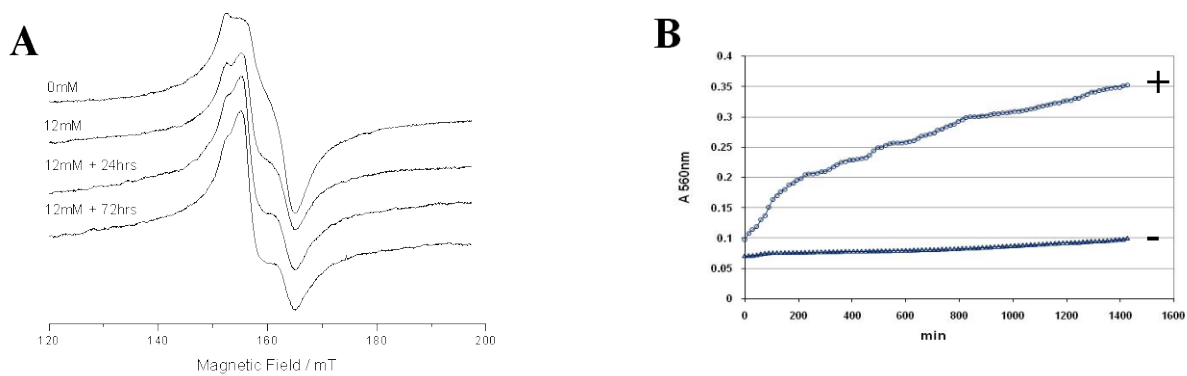 A
0mM
12mM
12mM + 24hrs
12mM + 72hrs
120 140 160 180 200
Magnetic Field / mT
B
0.4
0.35
0.3
0.25
0.2
0.15
0.1
0.05
0
A 560nm
+
-
0 200 400 600 800 1000 1200 1400 1600
min